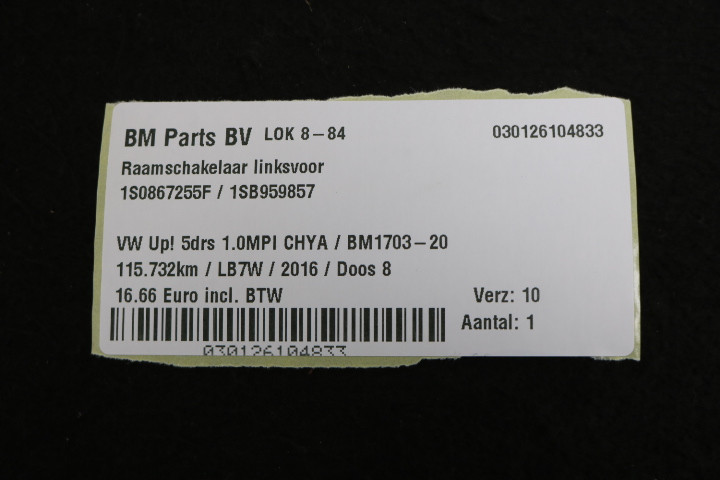 BM Parts BV LOK 8-84 030126104833
Raamschakelaar linksvoor
1S0867255F / 1SB959857
VW Up! 5drs 1.0MPI CHYA / BM1703-20
115.732km / LB7W / 2016 / Doos 8
16.66 Euro incl. BTW Verz: 10
Aantal: 1
030126104833